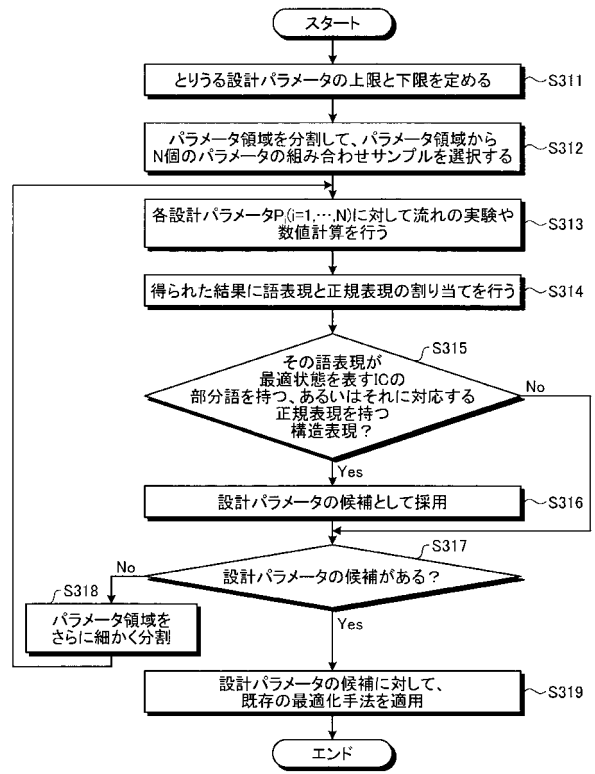 スタート
とりうる設計パラメータの上限と下限を定める
S311
パラメータ領域を分割して、パラメータ領域から
N個のパラメータの組み合わせサンプルを選択する
S312
各設計パラメータPi(i=1,…,N)に対して流れの実験や
数値計算を行う
S313
得られた結果に語表現と正規表現の割り当てを行う
S314
その語表現が
最適状態を表すICの
部分語を持つ、あるいはそれに対応する
正規表現を持つ
構造表現?
S315
No
Yes
設計パラメータの候補として採用
S316
設計パラメータの候補がある?
S317
No
S318
パラメータ領域を
さらに細かく分割
Yes
設計パラメータの候補に対して、
既存の最適化手法を適用
S319
エンド